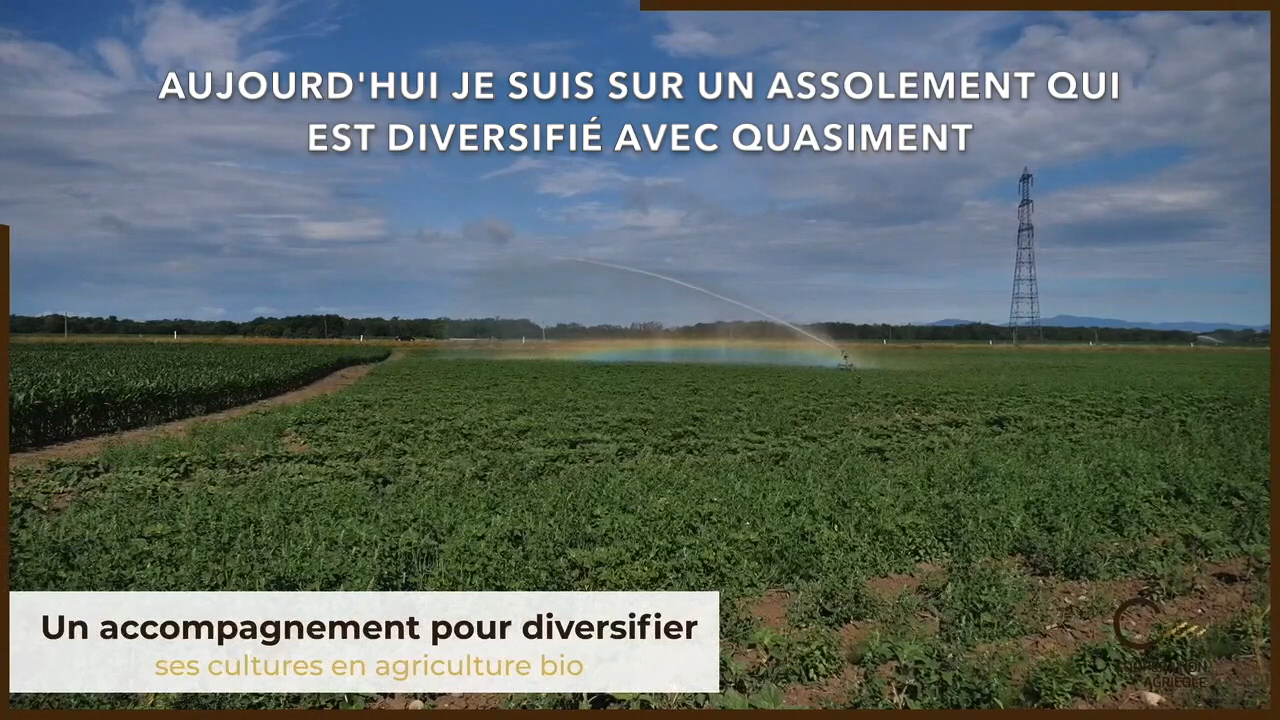 AUJOURD'HUI JE SUIS SUR UN ASSOLEMENT QUI
EST DIVERSIFIÉ AVEC QUASIMENT
Un accompagnement pour diversifier
ses cultures en agriculture bio
AGRICOLE